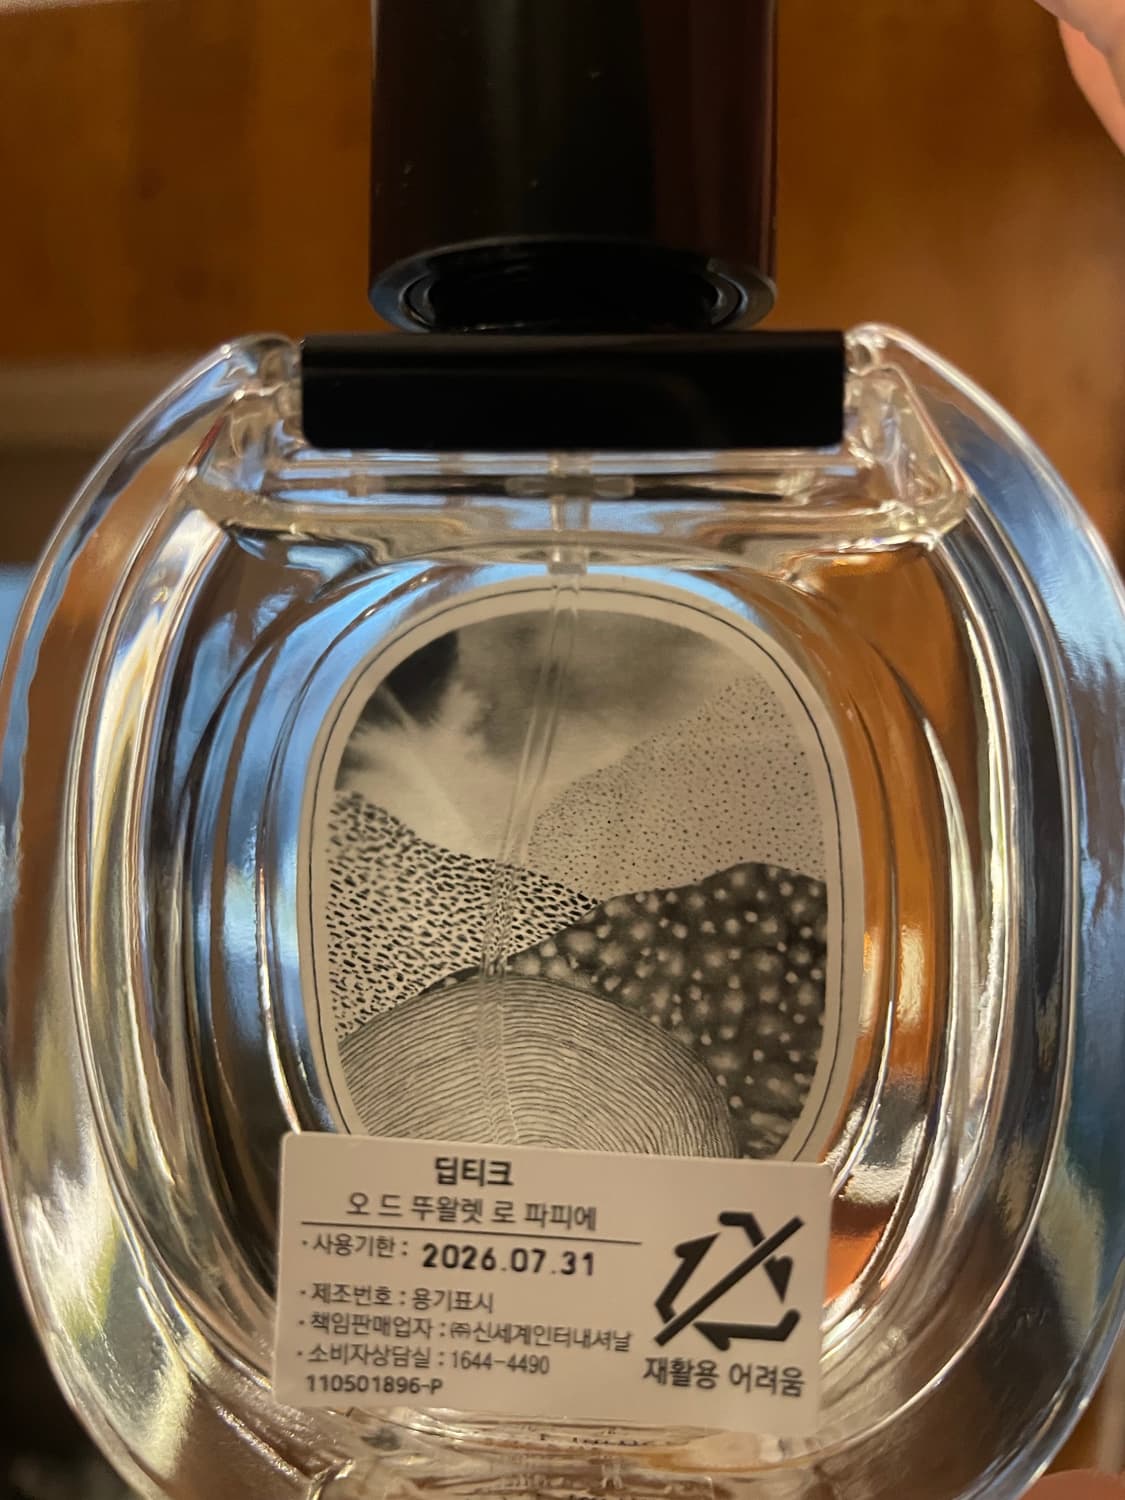 딥티크
오 드 뚜왈렛 로 파피에
·사용기한 : 2026.07.31
·제조번호 : 용기표시
·책임판매업자 : ㈜신세계인터내셔날
·소비자상담실 : 1644-4490
110501896-P
재활용 어려움